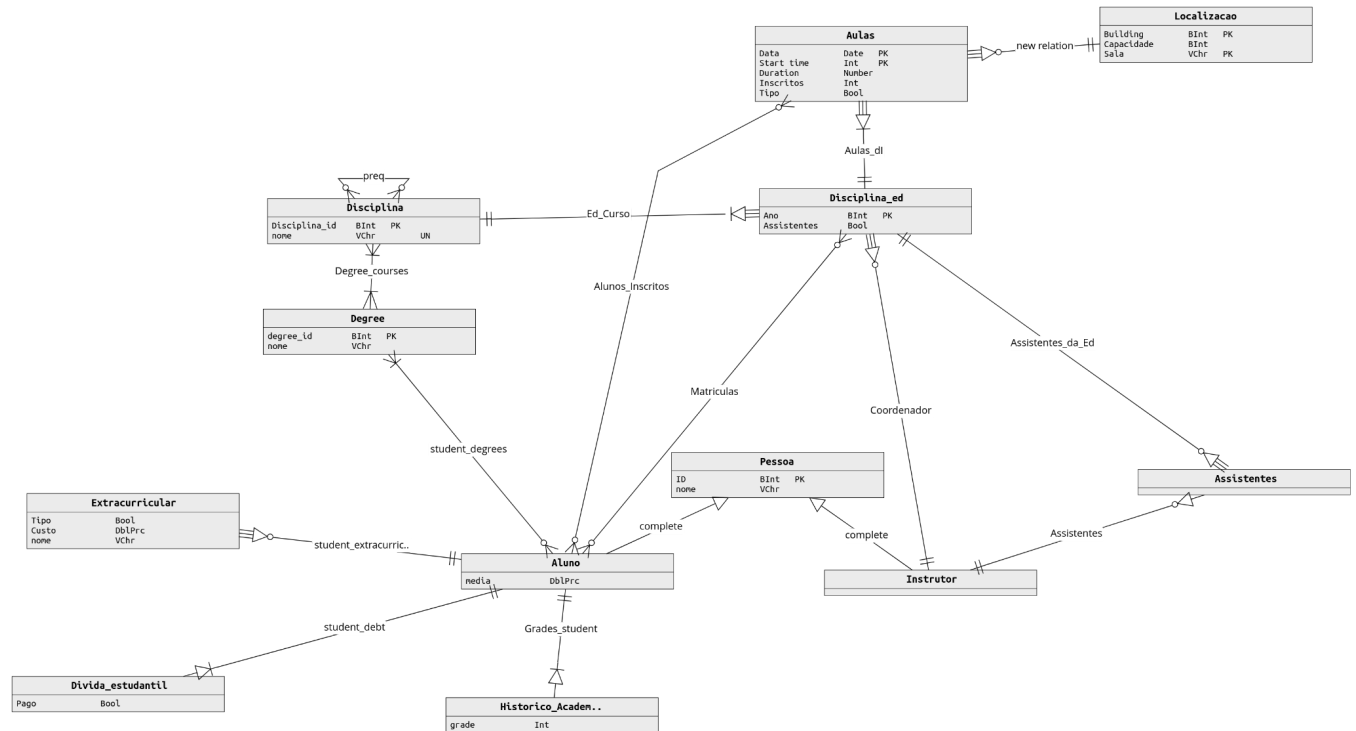 Localizacao
Building BInt PK
Capacidade BInt
Sala VChr PK
new relation
Aulas
Data Date PK
Start time Int PK
Duration Number
Inscritos Int
Tipo Bool
Aulas_dI
preq
Disciplina
Disciplina_id BInt PK
nome VChr UN
Ed_Curso
Disciplina_ed
Ano BInt PK
Assistentes Bool
Degree_courses
Alunos_Inscritos
Degree
degree_id BInt PK
nome VChr
Assistentes_da_Ed
Matriculas
Coordenador
student_degrees
Pessoa
ID BInt PK
nome VChr
Assistentes
Extracurricular
Tipo Bool
Custo DblPrc
nome VChr
student_extracurric..
complete
complete
Assistentes
Aluno
media DblPrc
Instrutor
student_debt
Grades_student
Divida_estudantil
Pago Bool
Historico_Academ..
grade Int